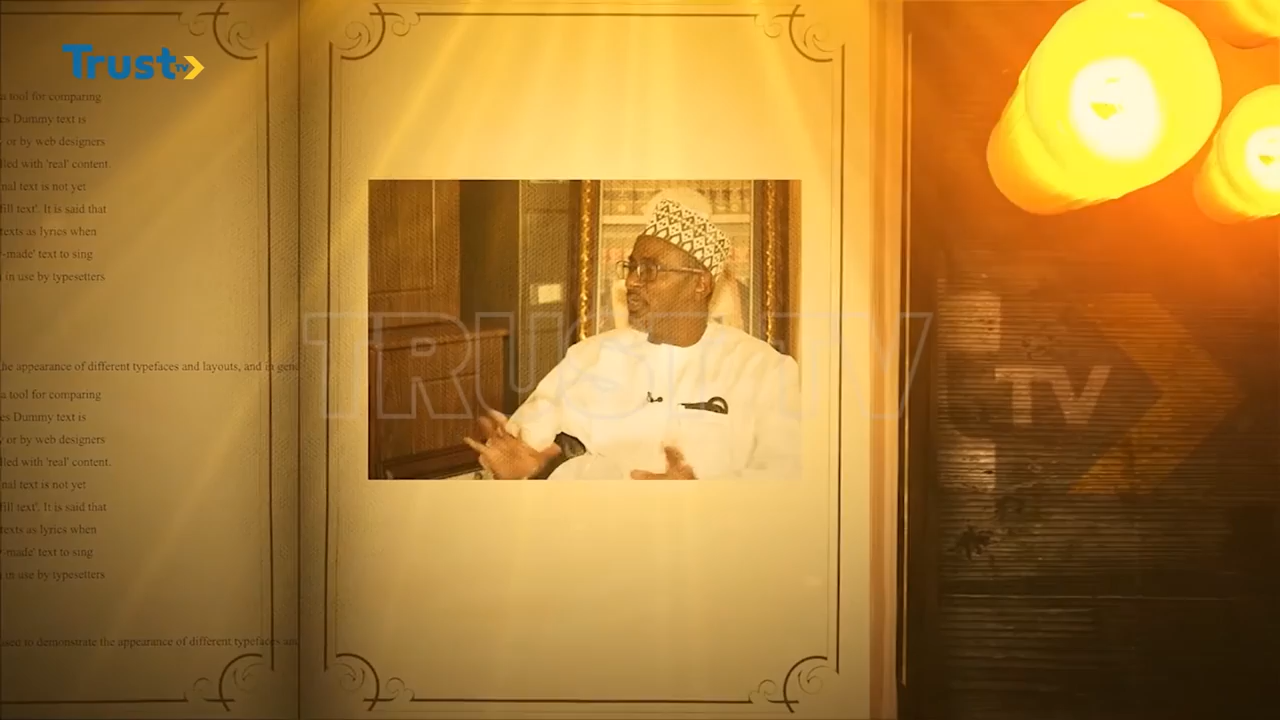 Trust TV
a tool for comparing
es Dummy text is
or by web designers
lled with 'real' content.
nal text is not yet
fill text'. It is said that
texts as lyrics when
-made' text to sing
in use by typesetters
he appearance of different typefaces and layouts, and in gene
a tool for comparing
es Dummy text is
or by web designers
lled with 'real' content.
nal text is not yet
fill text'. It is said that
texts as lyrics when
-made' text to sing
in use by typesetters
used to demonstrate the appearance of different typefaces an
TRUST TV
TV